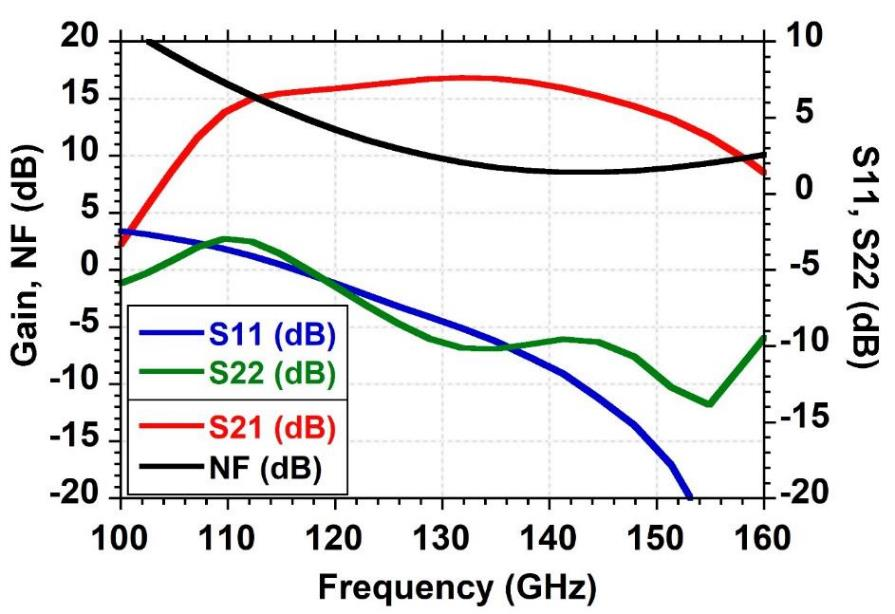 20
15
10
5
0
-5
-10
-15
-20
Gain, NF (dB)
10
5
0
-5
-10
-15
-20
S11, S22 (dB)
S11 (dB)
S22 (dB)
S21 (dB)
NF (dB)
100 110 120 130 140 150 160
Frequency (GHz)